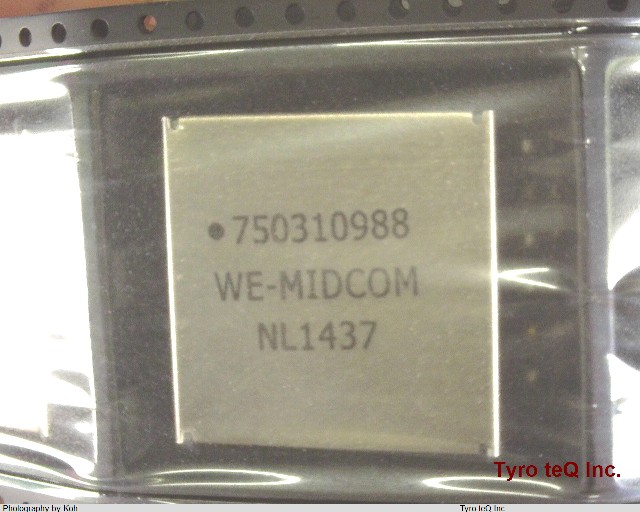 750310988
WE-MIDCOM
NL1437
Tyro teQ Inc.
Photography by Koh
Tyro teQ Inc